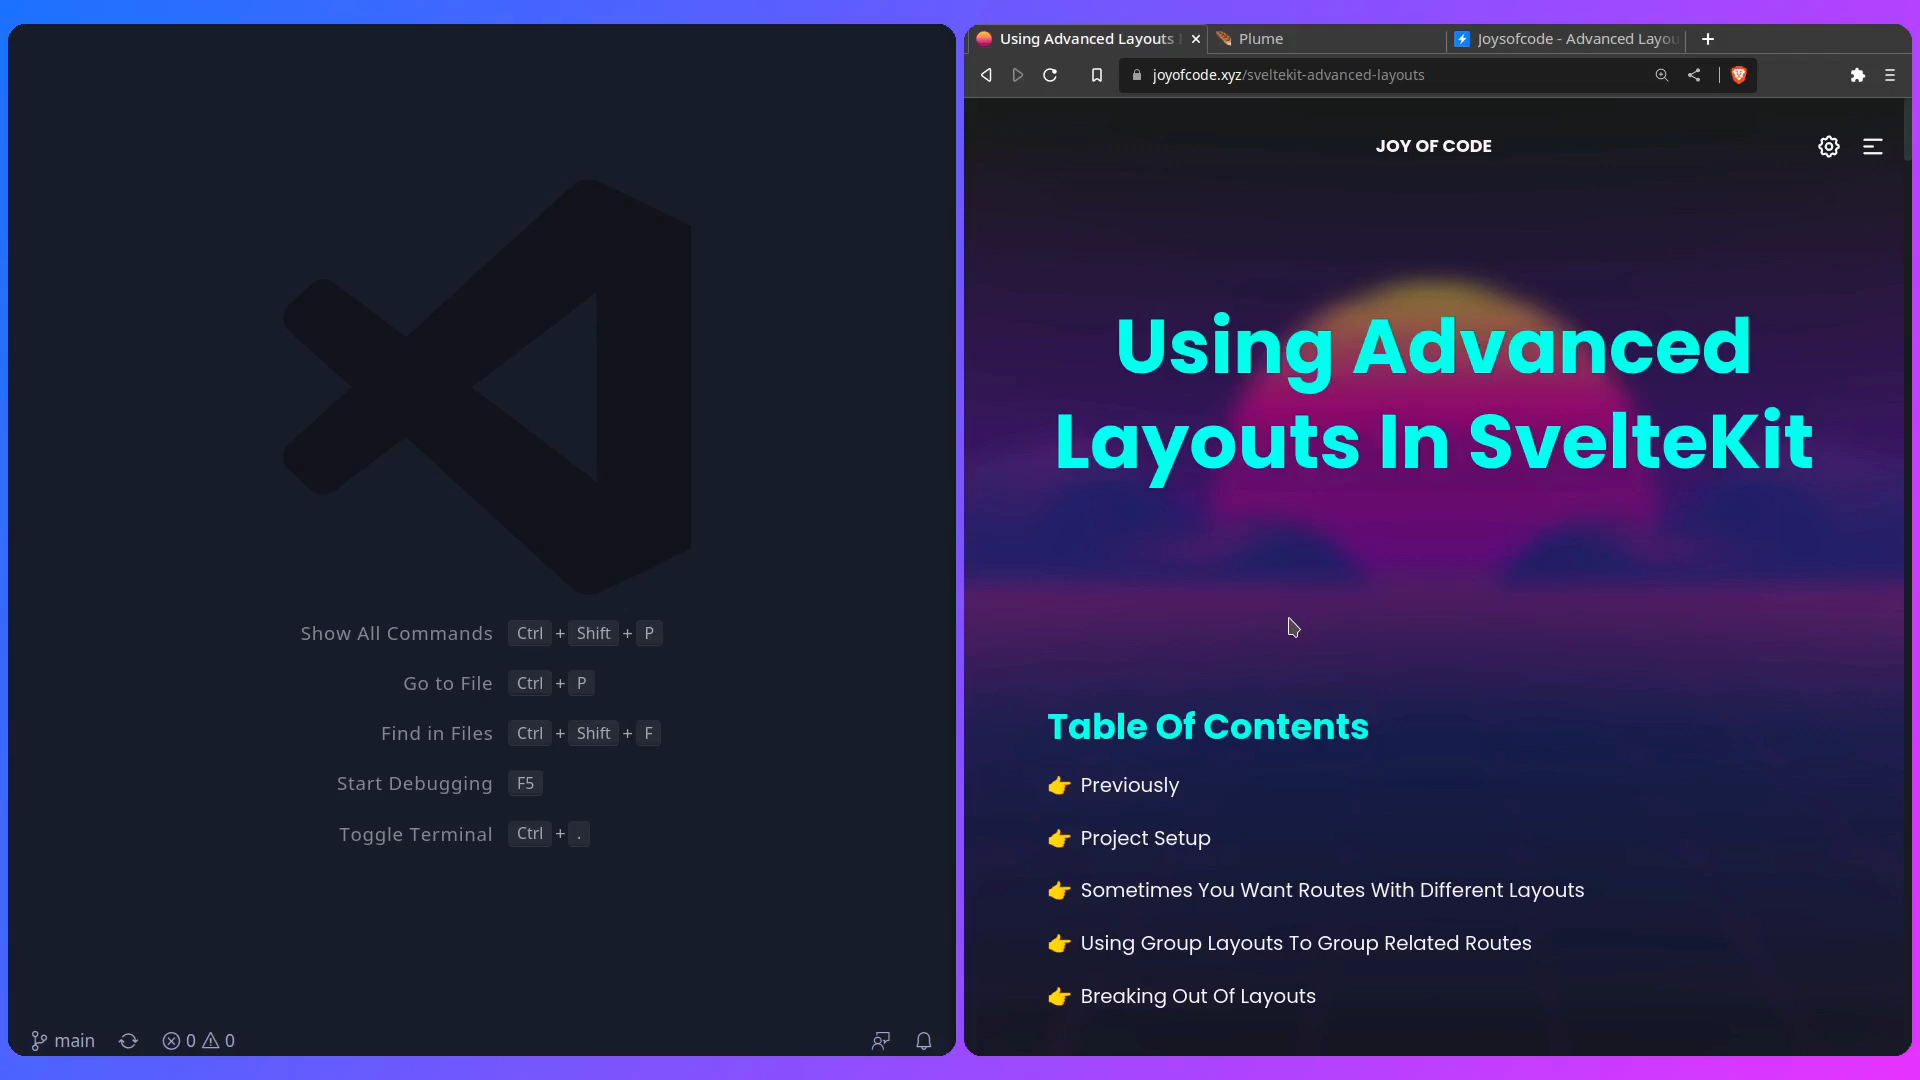 Show All Commands Ctrl + Shift + P
Go to File Ctrl + P
Find in Files Ctrl + Shift + F
Start Debugging F5
Toggle Terminal Ctrl + .
main 0 0
Using Advanced Layouts
Plume
Joysofcode - Advanced Layou
joyofcode.xyz/sveltekit-advanced-layouts
JOY OF CODE
Using Advanced
Layouts In SvelteKit
Table Of Contents
👉 Previously
👉 Project Setup
👉 Sometimes You Want Routes With Different Layouts
👉 Using Group Layouts To Group Related Routes
👉 Breaking Out Of Layouts